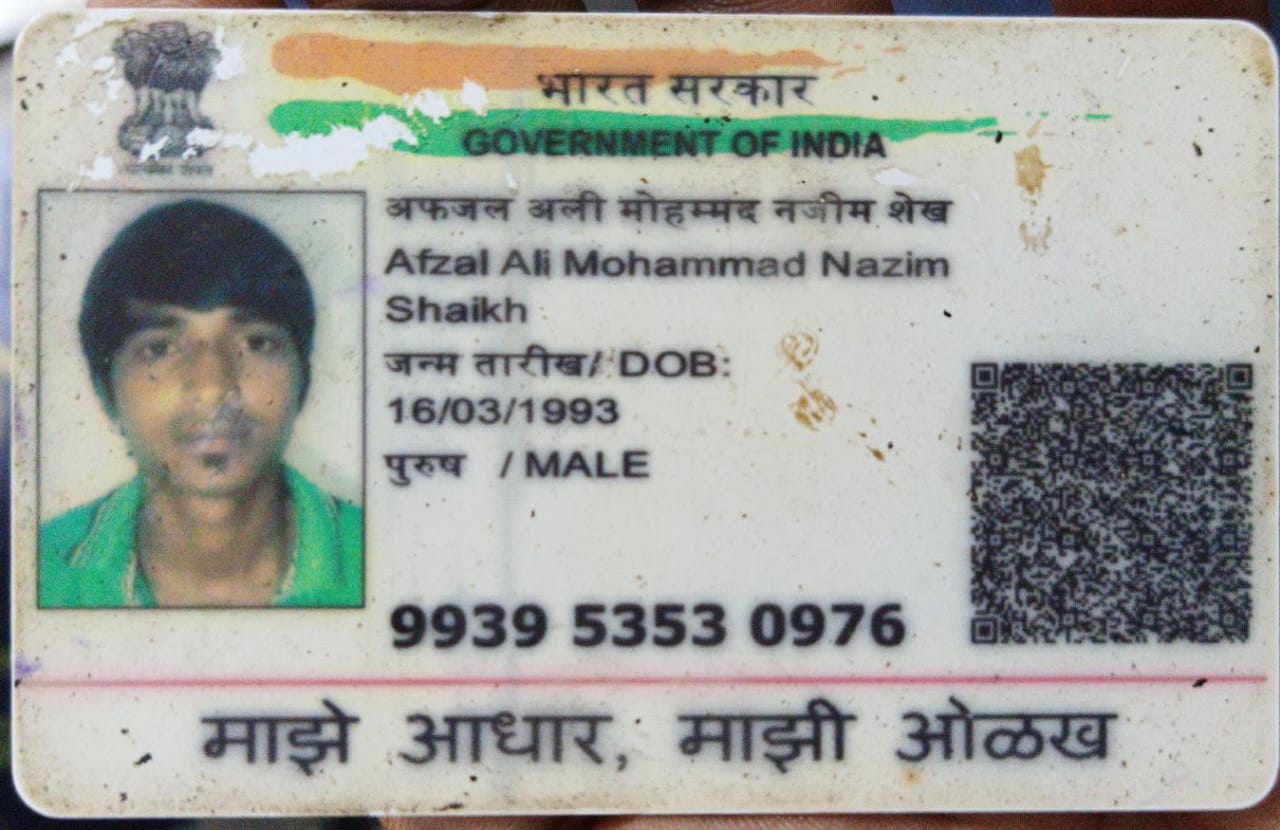 भारत सरकार
GOVERNMENT OF INDIA
अफजल अली मोहम्मद नजीम शेख
Afzal Ali Mohammad Nazim
Shaikh
जन्म तारीख/ DOB:
16/03/1993
पुरुष / MALE
9939 5353 0976
माझे आधार, माझी ओळख